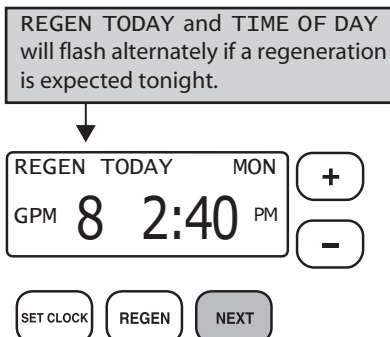 REGEN TODAY and TIME OF DAY
will flash alternately if a regeneration
is expected tonight.
REGEN TODAY MON
GPM 8 2:40 PM
+
−
SET CLOCK REGEN NEXT